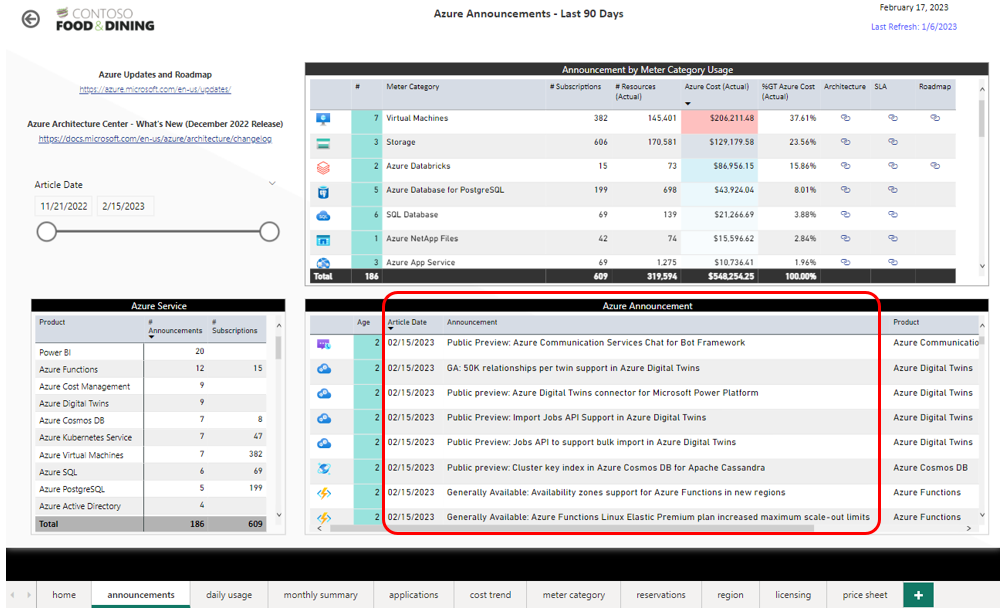 CONTOSO
FOOD & DINING
Azure Announcements - Last 90 Days
February 17, 2023
Last Refresh: 1/6/2023
Azure Updates and Roadmap
https://azure.microsoft.com/en-us/updates/
Azure Architecture Center - What's New (December 2022 Release)
https://docs.microsoft.com/en-us/azure/architecture/changelog
Article Date
11/21/2022 2/15/2023
Announcement by Meter Category Usage
# Meter Category # Subscriptions # Resources (Actual) Azure Cost (Actual) %GT Azure Cost (Actual) Architecture SLA Roadmap
7 Virtual Machines 382 145,401 $206,211.48 37.61%
3 Storage 606 170,581 $129,179.58 23.56%
2 Azure Databricks 15 73 $86,956.15 15.86%
5 Azure Database for PostgreSQL 199 698 $43,924.04 8.01%
6 SQL Database 69 139 $21,266.69 3.88%
1 Azure NetApp Files 42 74 $15,596.62 2.84%
3 Azure App Service 69 1,275 $10,736.41 1.96%
Total 186 609 319,594 $548,254.25 100.00%
Azure Service
Product # Announcements # Subscriptions
Power BI 20
Azure Functions 12 15
Azure Cost Management 9
Azure Digital Twins 9
Azure Cosmos DB 7 8
Azure Kubernetes Service 7 47
Azure Virtual Machines 7 382
Azure SQL 6 69
Azure PostgreSQL 5 199
Azure Active Directory 4
Total 186 609
Azure Announcement
Age Article Date Announcement Product
2 02/15/2023 Public Preview: Azure Communication Services Chat for Bot Framework Azure Communicatio
2 02/15/2023 GA: 50K relationships per twin support in Azure Digital Twins Azure Digital Twins
2 02/15/2023 Public Preview: Azure Digital Twins connector for Microsoft Power Platform Azure Digital Twins
2 02/15/2023 Public Preview: Import Jobs API Support in Azure Digital Twins Azure Digital Twins
2 02/15/2023 Public Preview: Jobs API to support bulk import in Azure Digital Twins Azure Digital Twins
2 02/15/2023 Public preview: Cluster key index in Azure Cosmos DB for Apache Cassandra Azure Cosmos DB
2 02/15/2023 Generally Available: Availability zones support for Azure Functions in new regions Azure Functions
2 02/15/2023 Generally Available: Azure Functions Linux Elastic Premium plan increased maximum scale-out limits Azure Functions
home announcements daily usage monthly summary applications cost trend meter category reservations region licensing price sheet +